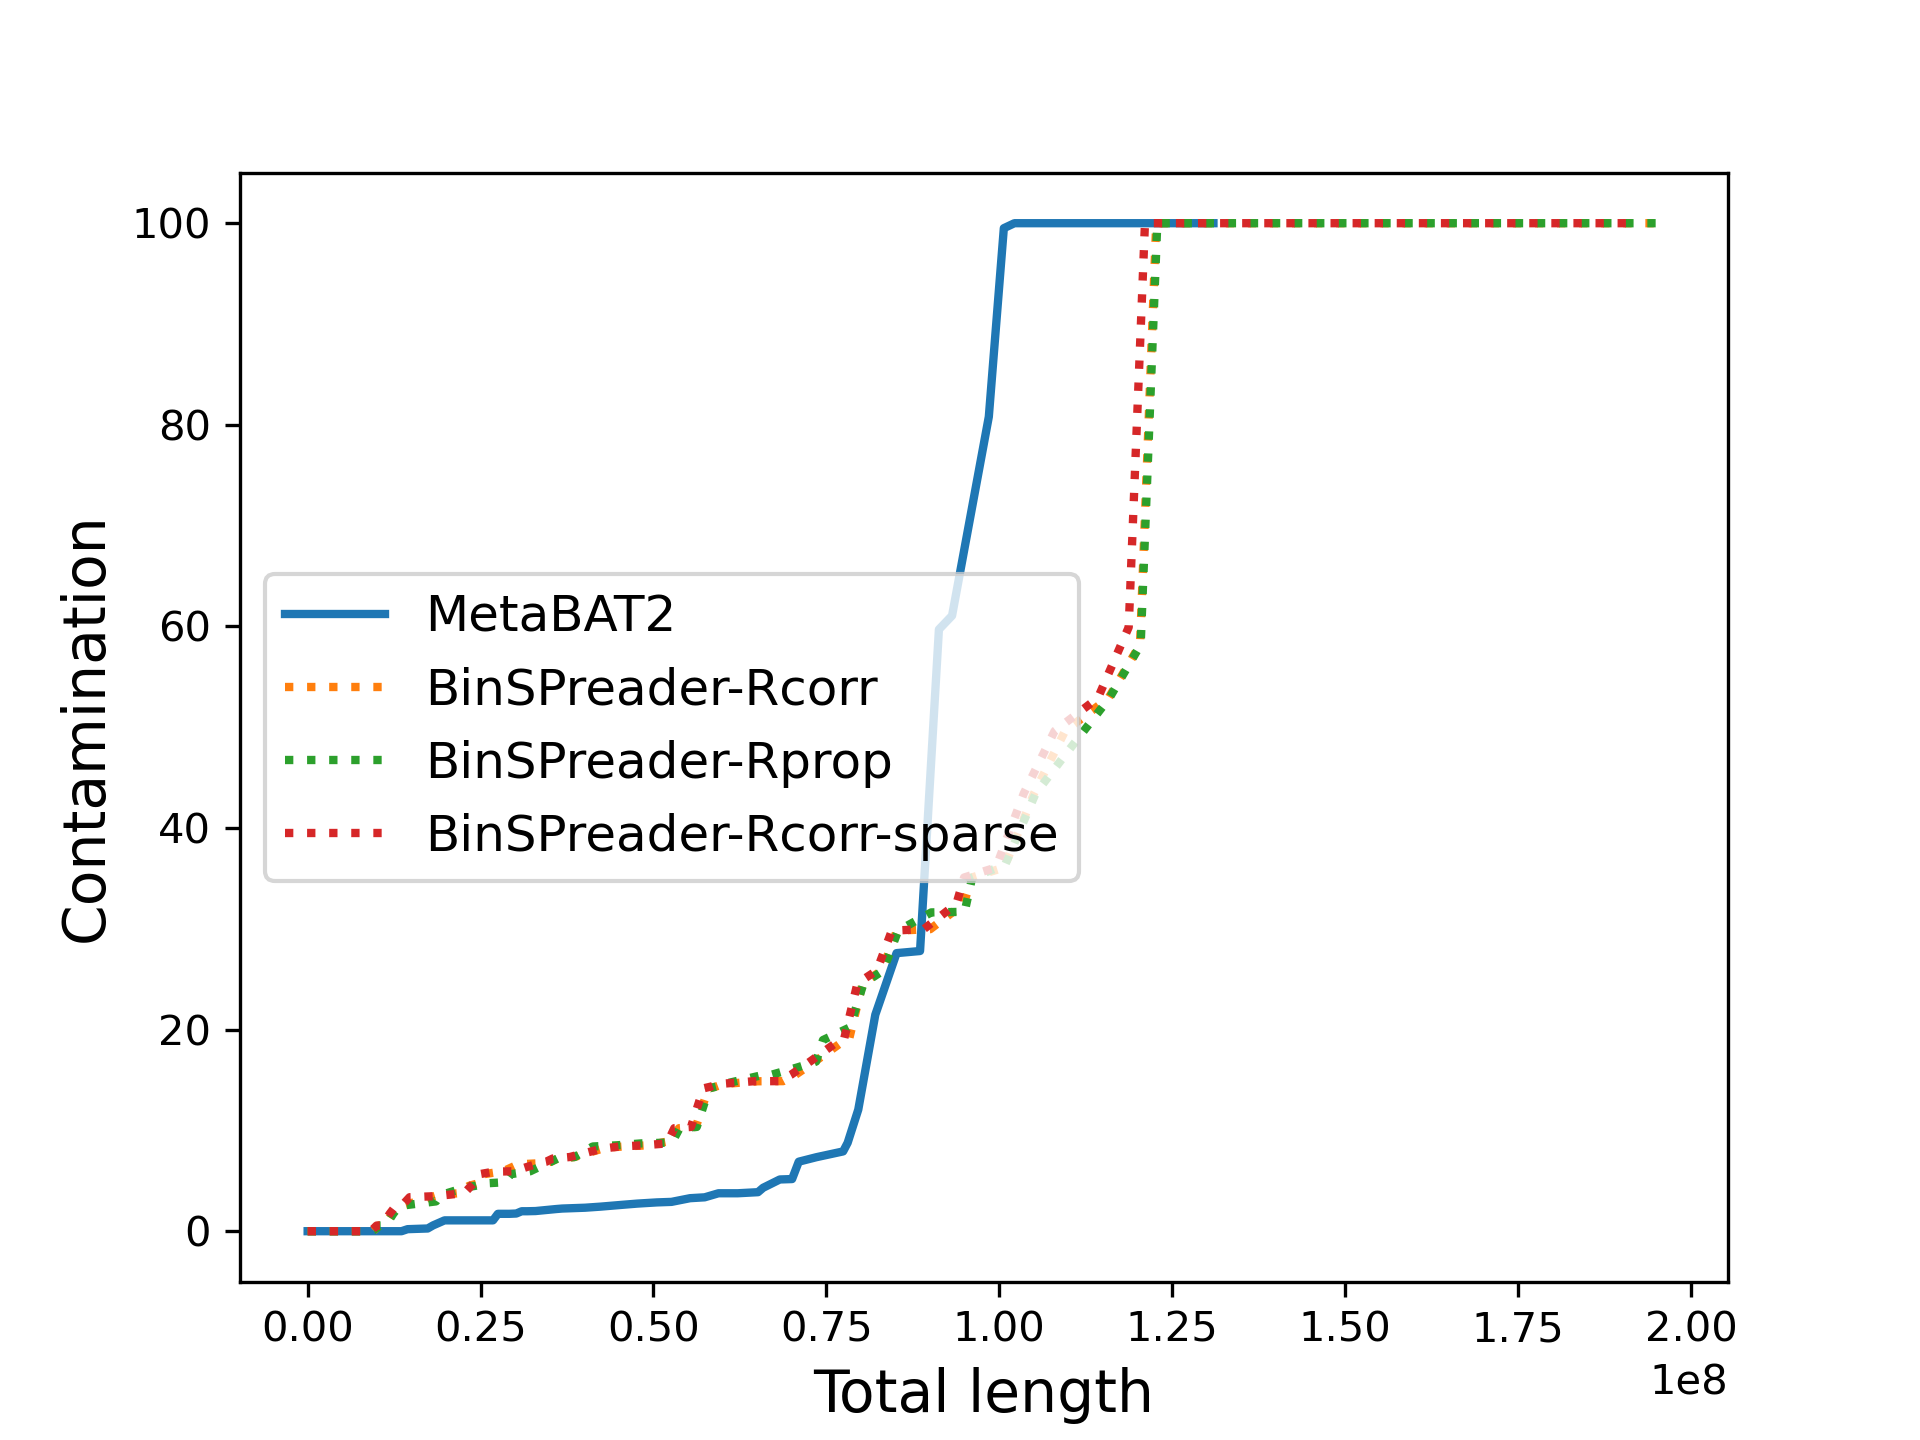 100
80
60
40
20
0
Contamination
MetaBAT2
BinSPreader-Rcorr
BinSPreader-Rprop
BinSPreader-Rcorr-sparse
0.00 0.25 0.50 0.75 1.00 1.25 1.50 1.75 2.00
1e8
Total length